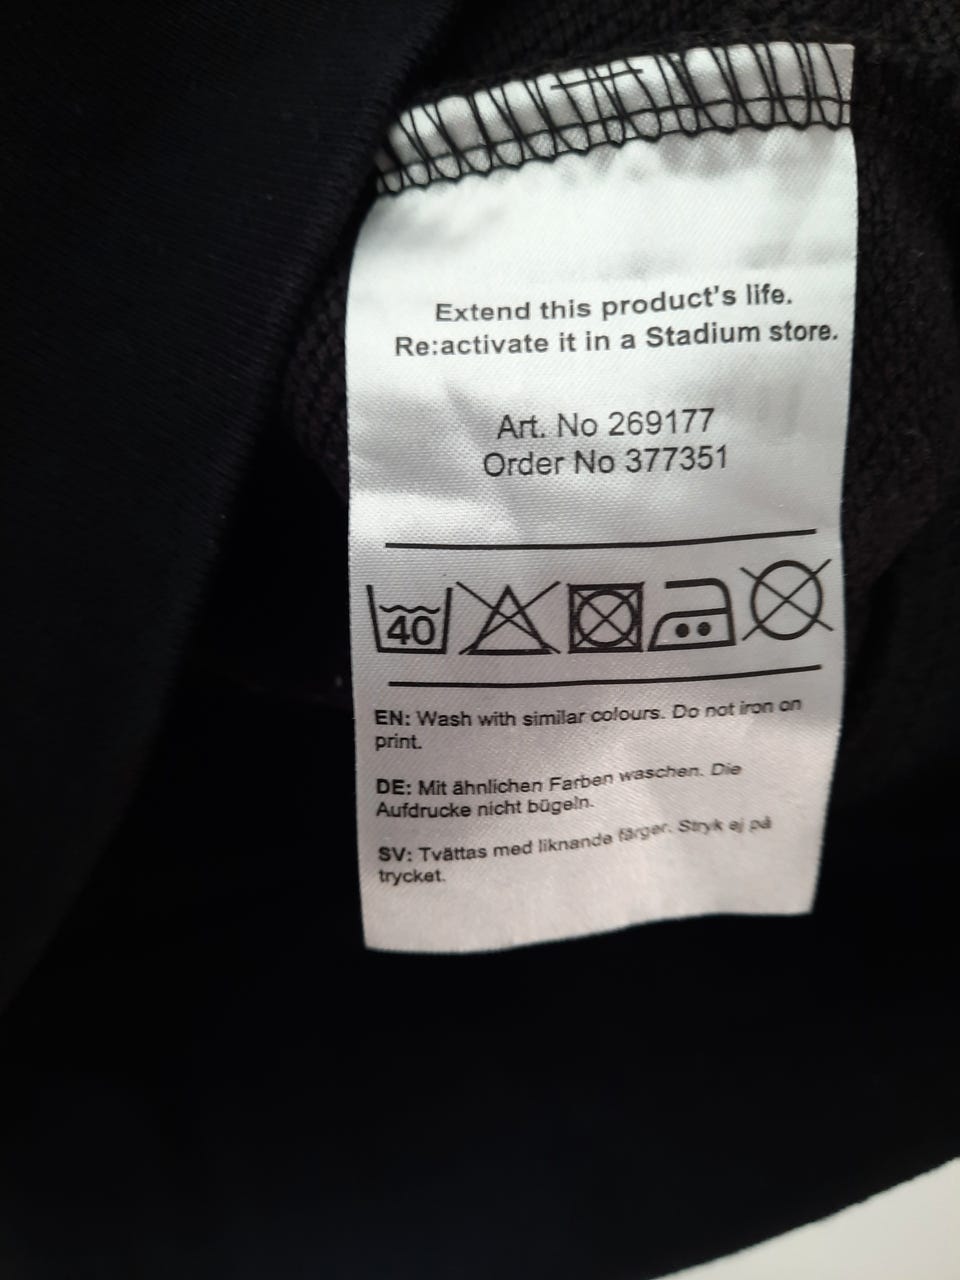 Extend this product's life.
Re:activate it in a Stadium store.
Art. No 269177
Order No 377351
40
EN: Wash with similar colours. Do not iron on
print.
DE: Mit ähnlichen Farben waschen. Die
Aufdrucke nicht bügeln.
SV: Tvättas med liknande färger. Stryk ej på
trycket.